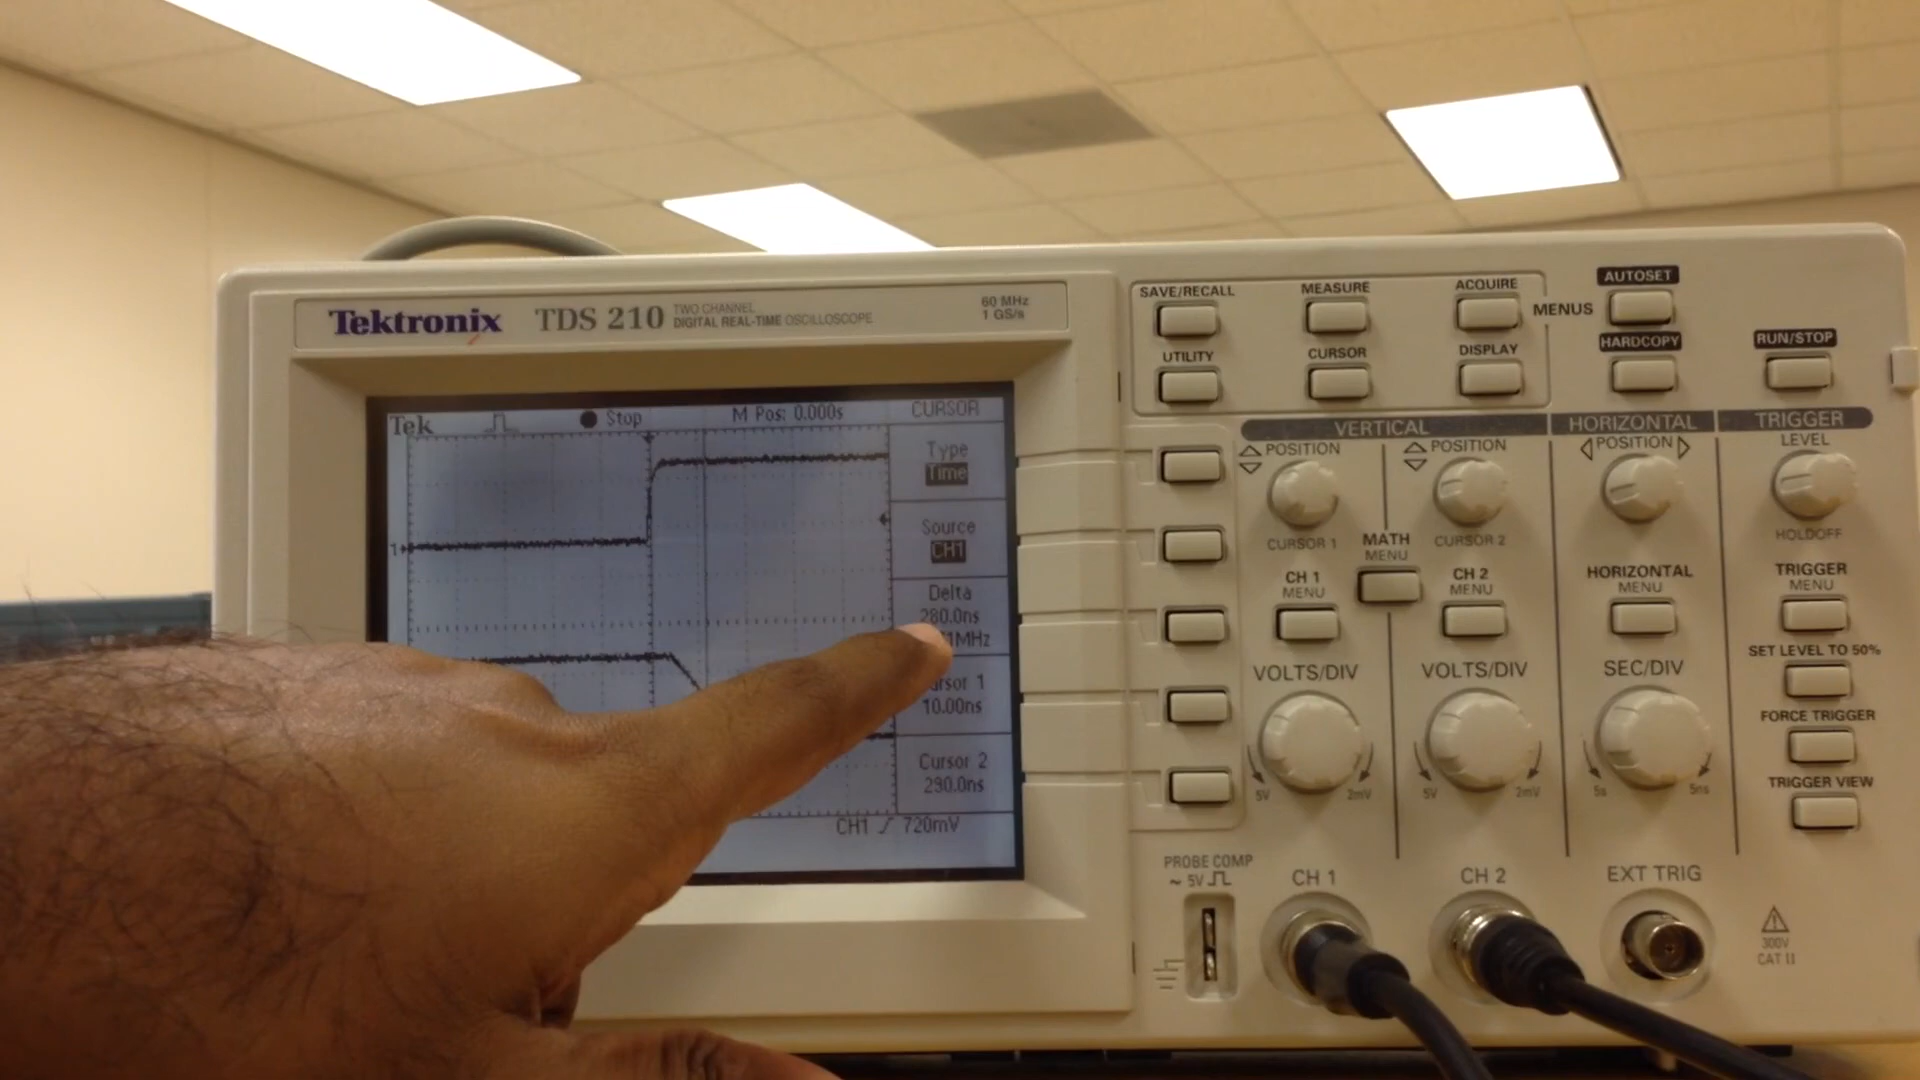 Tektronix TDS 210 TWO CHANNEL
DIGITAL REAL-TIME OSCILLOSCOPE
60 MHz
1 GS/s
Tek Stop M Pos: 0.000s CURSOR
Type
Time
Source
CH1
Delta
280.0ns
1MHz
ursor 1
10.00ns
Cursor 2
290.0ns
CH1 720mV
1
SAVE/RECALL MEASURE ACQUIRE
MENUS
AUTOSET
UTILITY CURSOR DISPLAY
HARDCOPY
RUN/STOP
VERTICAL
HORIZONTAL
TRIGGER
POSITION
POSITION
POSITION
LEVEL
CURSOR 1
CURSOR 2
HOLDOFF
MATH
MENU
CH 1
MENU
CH 2
MENU
HORIZONTAL
MENU
TRIGGER
MENU
SET LEVEL TO 50%
VOLTS/DIV
VOLTS/DIV
SEC/DIV
FORCE TRIGGER
5V 2mV
5V 2mV
5s 5ns
TRIGGER VIEW
PROBE COMP
~ 5V
CH 1
CH 2
EXT TRIG
300V
CAT II